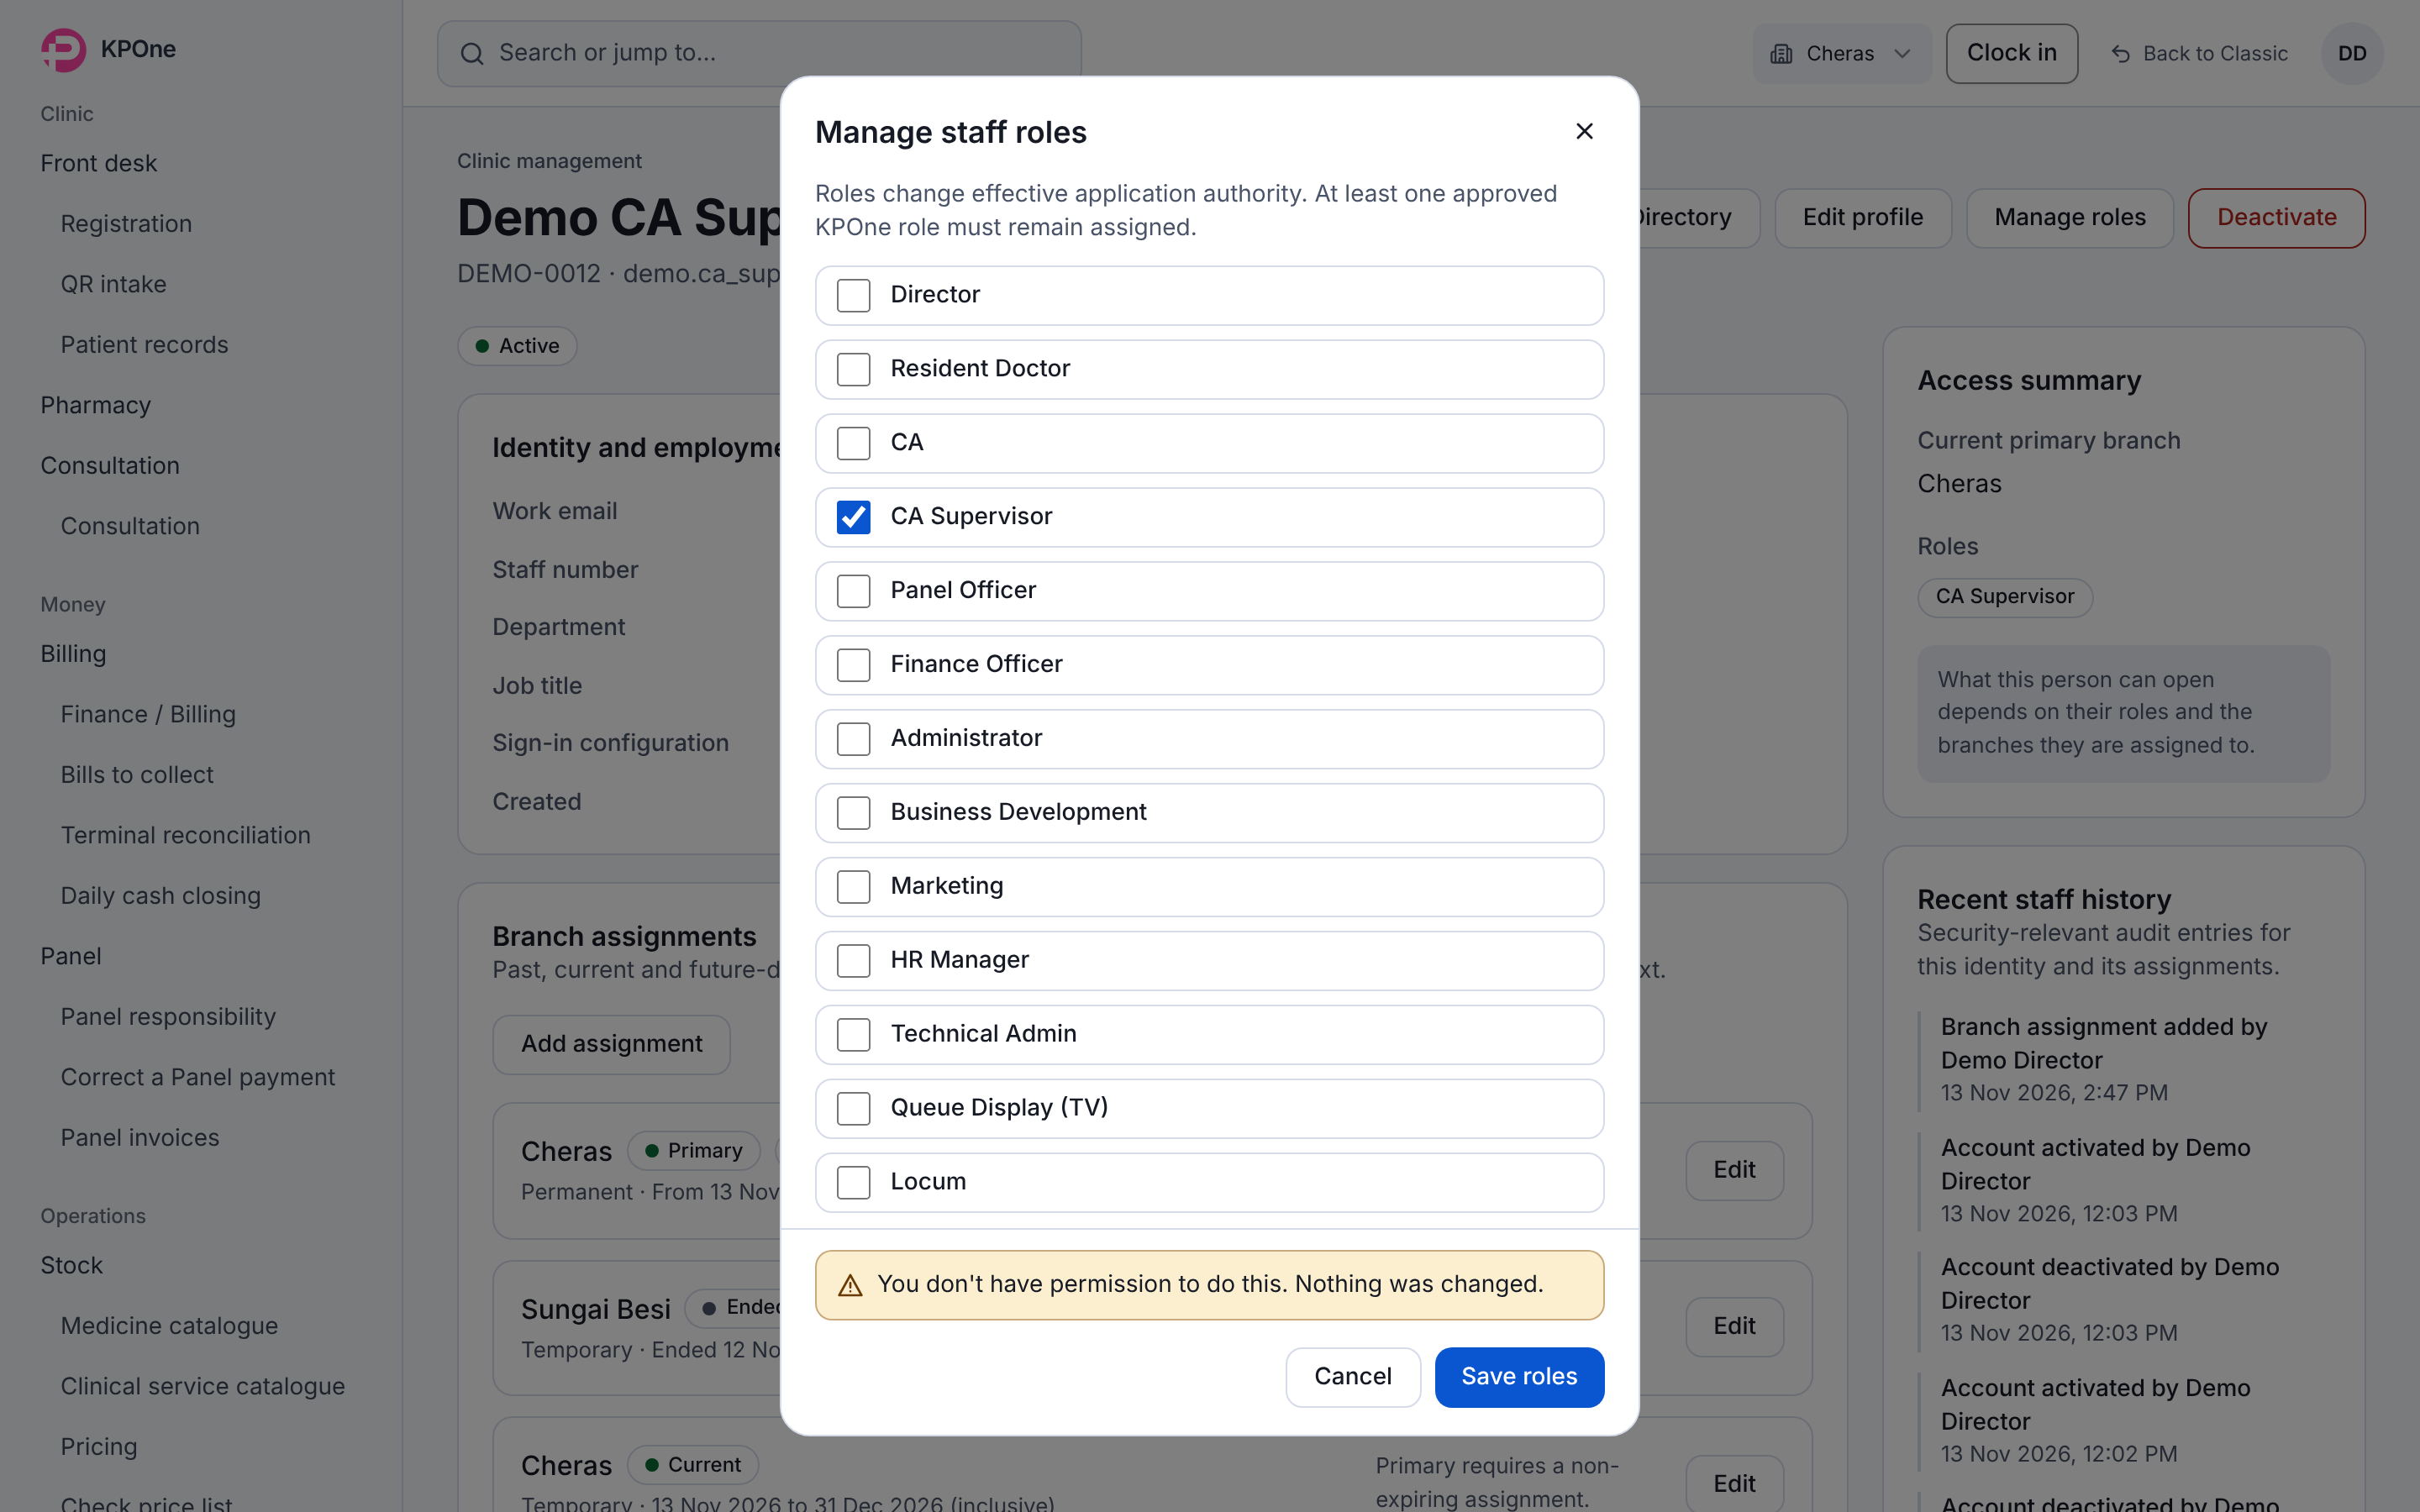 KPOne
Clinic
Front desk
Registration
QR intake
Patient records
Pharmacy
Consultation
Consultation
Money
Billing
Finance / Billing
Bills to collect
Terminal reconciliation
Daily cash closing
Panel
Panel responsibility
Correct a Panel payment
Panel invoices
Operations
Stock
Medicine catalogue
Clinical service catalogue
Pricing
Check price list
Search or jump to...
Cheras
Clock in
Back to Classic
DD
Clinic management
Demo CA Sup
DEMO-0012 · demo.ca_sup
Active
Directory
Edit profile
Manage roles
Deactivate
Identity and employme
Work email
Staff number
Department
Job title
Sign-in configuration
Created
Branch assignments
Past, current and future-d
xt.
Add assignment
Cheras
Primary
Permanent · From 13 Nov
Edit
Sungai Besi
Ended
Temporary · Ended 12 No
Edit
Cheras
Current
Temporary · 13 Nov 2026 to 31 Dec 2026 (inclusive)
Primary requires a non-
expiring assignment.
Edit
Manage staff roles
Roles change effective application authority. At least one approved
KPOne role must remain assigned.
Director
Resident Doctor
CA
CA Supervisor
Panel Officer
Finance Officer
Administrator
Business Development
Marketing
HR Manager
Technical Admin
Queue Display (TV)
Locum
You don't have permission to do this. Nothing was changed.
Cancel
Save roles
Access summary
Current primary branch
Cheras
Roles
CA Supervisor
What this person can open
depends on their roles and the
branches they are assigned to.
Recent staff history
Security-relevant audit entries for
this identity and its assignments.
Branch assignment added by
Demo Director
13 Nov 2026, 2:47 PM
Account activated by Demo
Director
13 Nov 2026, 12:03 PM
Account deactivated by Demo
Director
13 Nov 2026, 12:03 PM
Account activated by Demo
Director
13 Nov 2026, 12:02 PM
Account deactivated by Demo